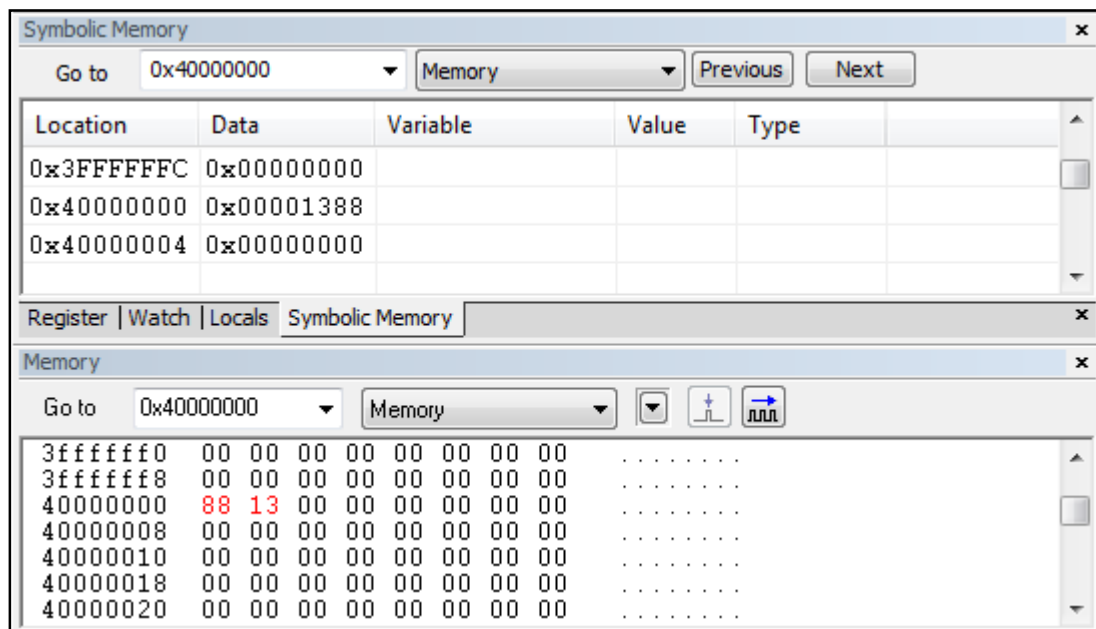 Symbolic Memory x
Go to 0x40000000 Memory Previous Next
Location Data Variable Value Type
0x3FFFFFFC 0x00000000
0x40000000 0x00001388
0x40000004 0x00000000
Register | Watch | Locals Symbolic Memory x
Memory x
Go to 0x40000000 Memory
3ffffff0 00 00 00 00 00 00 00 00 ........
3ffffff8 00 00 00 00 00 00 00 00 ........
40000000 88 13 00 00 00 00 00 00 ........
40000008 00 00 00 00 00 00 00 00 ........
40000010 00 00 00 00 00 00 00 00 ........
40000018 00 00 00 00 00 00 00 00 ........
40000020 00 00 00 00 00 00 00 00 ........